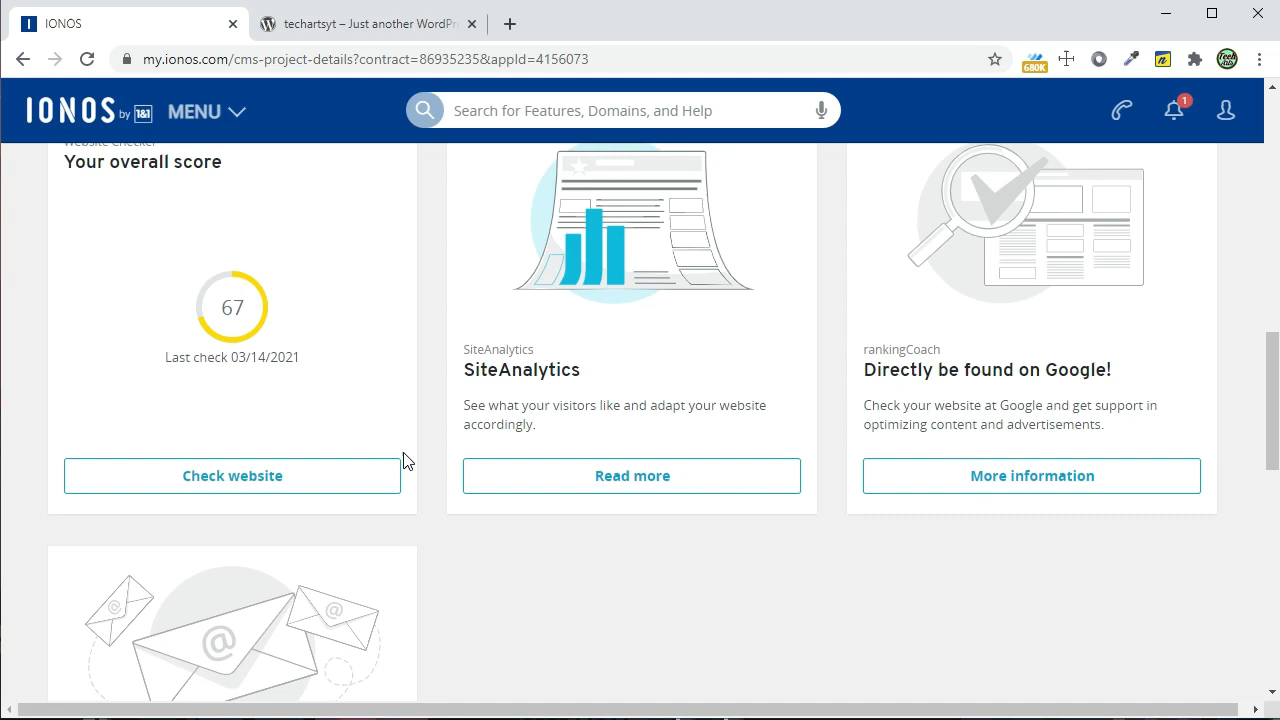 IONOS
techartsyt – Just another WordPr
my.ionos.com/cms-project-details?contract=86935235&appId=4156073
680K
IONOS by 1&1 MENU
Search for Features, Domains, and Help
1
Website Checker
Your overall score
67
Last check 03/14/2021
Check website
SiteAnalytics
SiteAnalytics
See what your visitors like and adapt your website
accordingly.
Read more
rankingCoach
Directly be found on Google!
Check your website at Google and get support in
optimizing content and advertisements.
More information
@
@
@